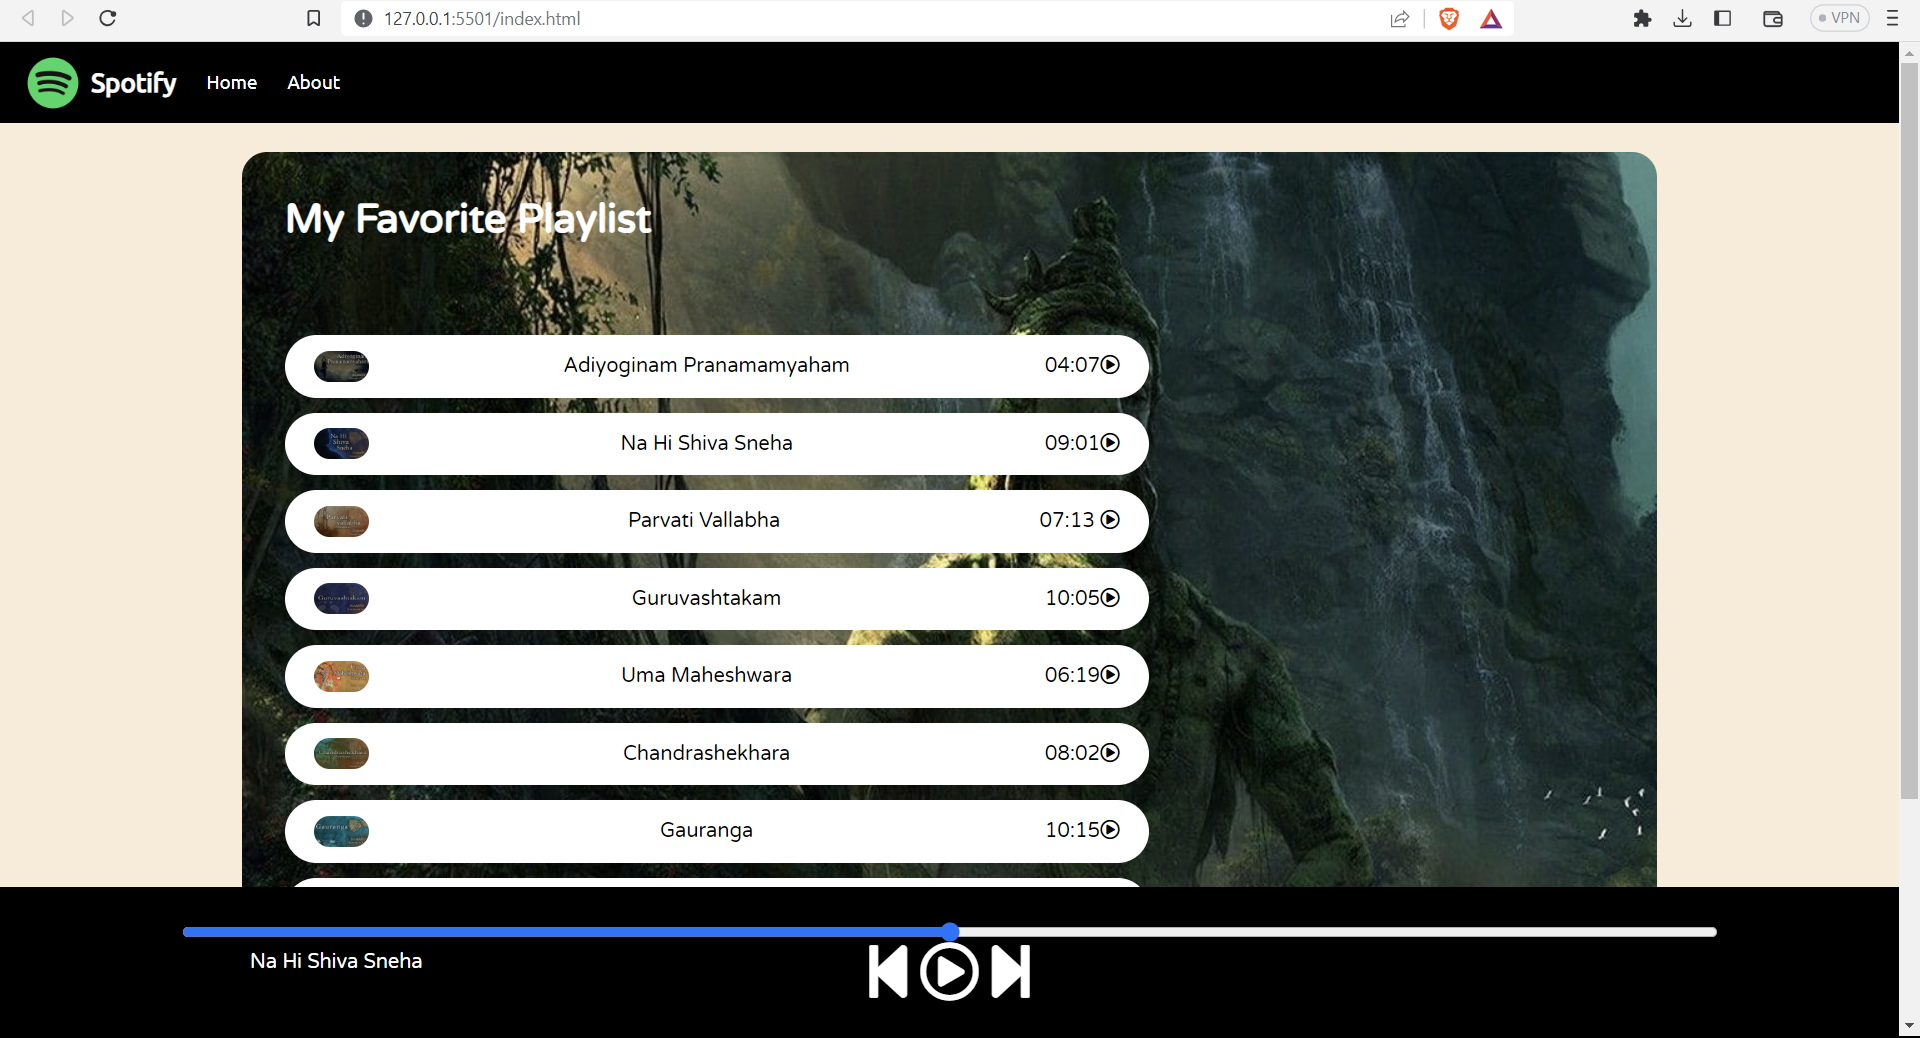 127.0.0.1:5501/index.html
VPN
Spotify Home About
My Favorite Playlist
Adiyoginam Pranamamyaham 04:07
Na Hi Shiva Sneha 09:01
Parvati Vallabha 07:13
Guruvashtakam 10:05
Uma Maheshwara 06:19
Chandrashekhara 08:02
Gauranga 10:15
Na Hi Shiva Sneha